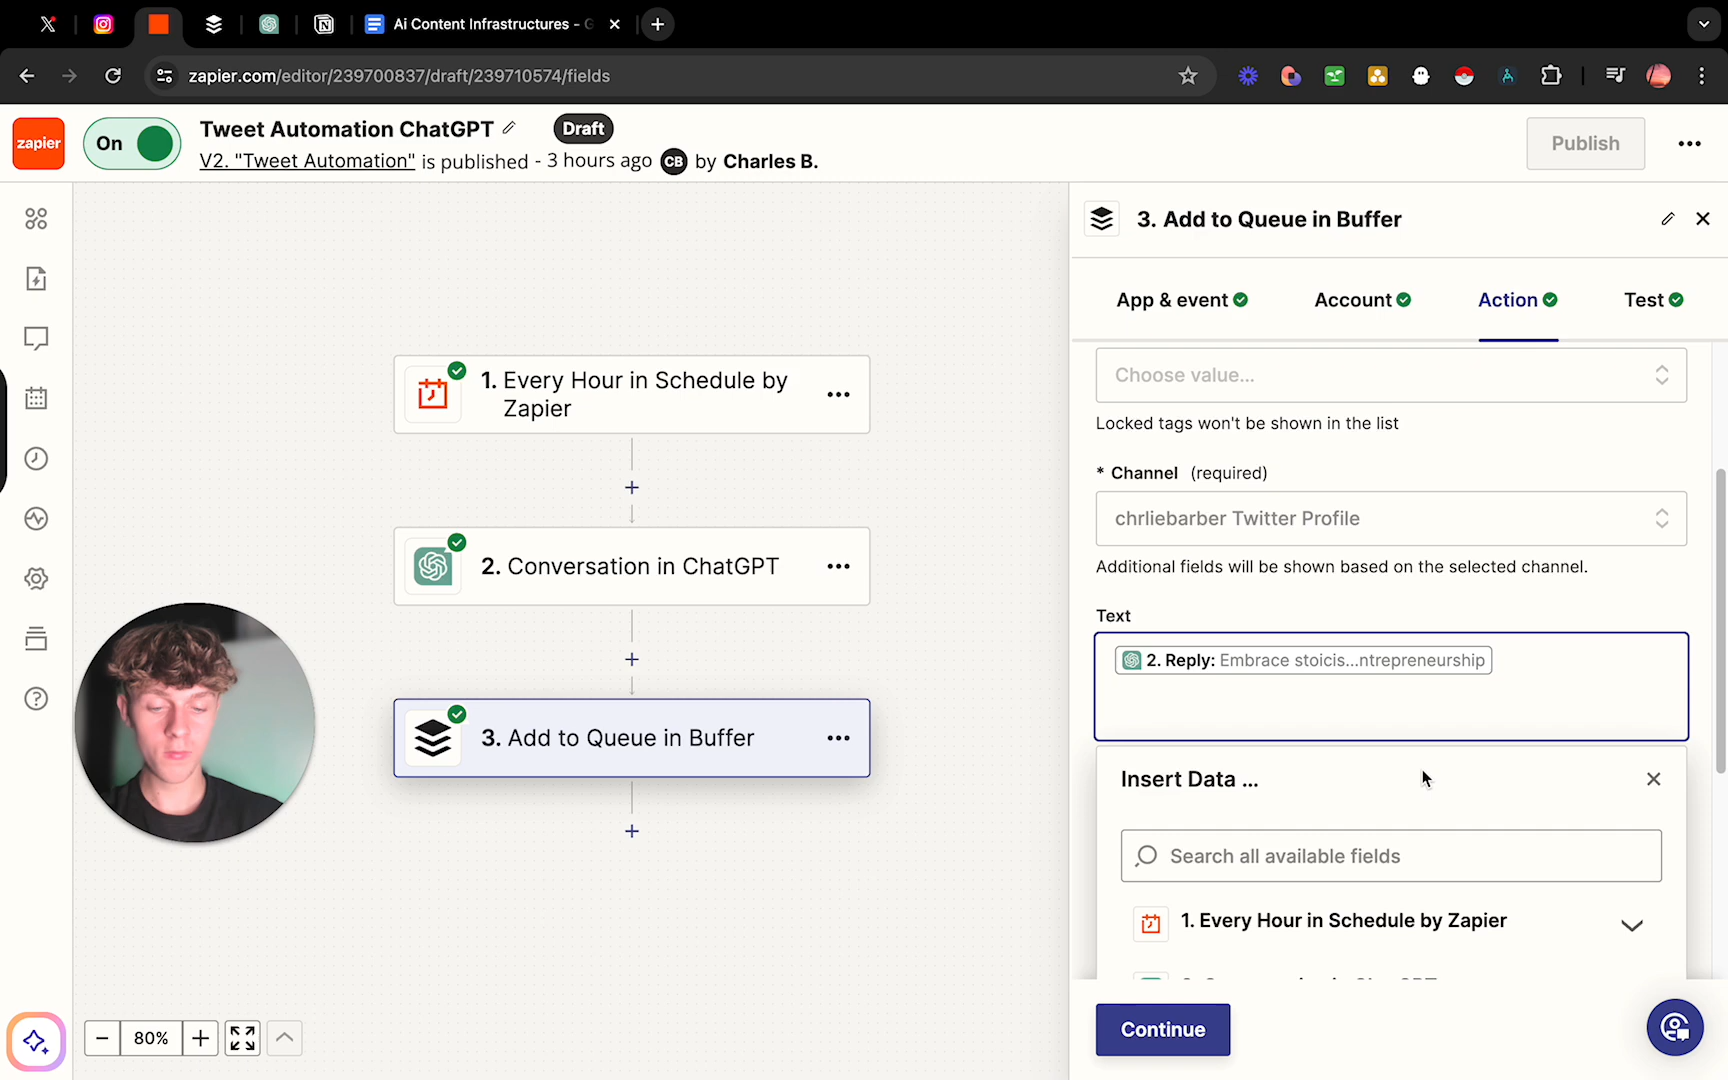 Ai Content Infrastructures - G
zapier.com/editor/239700837/draft/239710574/fields
zapier
On
Tweet Automation ChatGPT
Draft
V2. "Tweet Automation" is published - 3 hours ago CB by Charles B.
Publish
3. Add to Queue in Buffer
App & event
Account
Action
Test
Choose value...
Locked tags won't be shown in the list
* Channel (required)
chrliebarber Twitter Profile
Additional fields will be shown based on the selected channel.
Text
2. Reply: Embrace stoicis...ntrepreneurship
Insert Data ...
Search all available fields
1. Every Hour in Schedule by Zapier
Continue
1. Every Hour in Schedule by
Zapier
2. Conversation in ChatGPT
3. Add to Queue in Buffer
80%